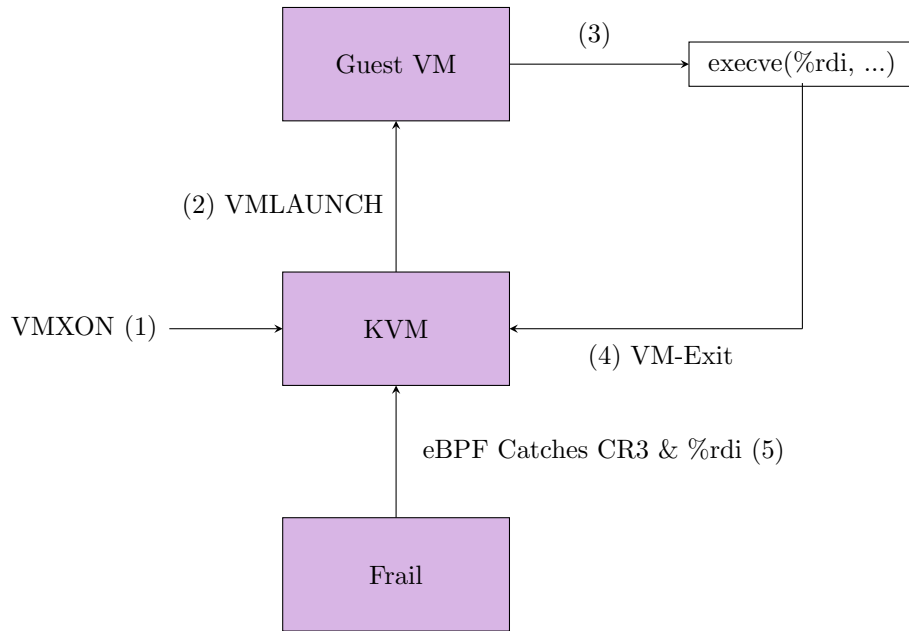 Guest VM
(3)
execve(%rdi, ...)
(2) VMLAUNCH
VMXON (1)
KVM
(4) VM-Exit
eBPF Catches CR3 & %rdi (5)
Frail